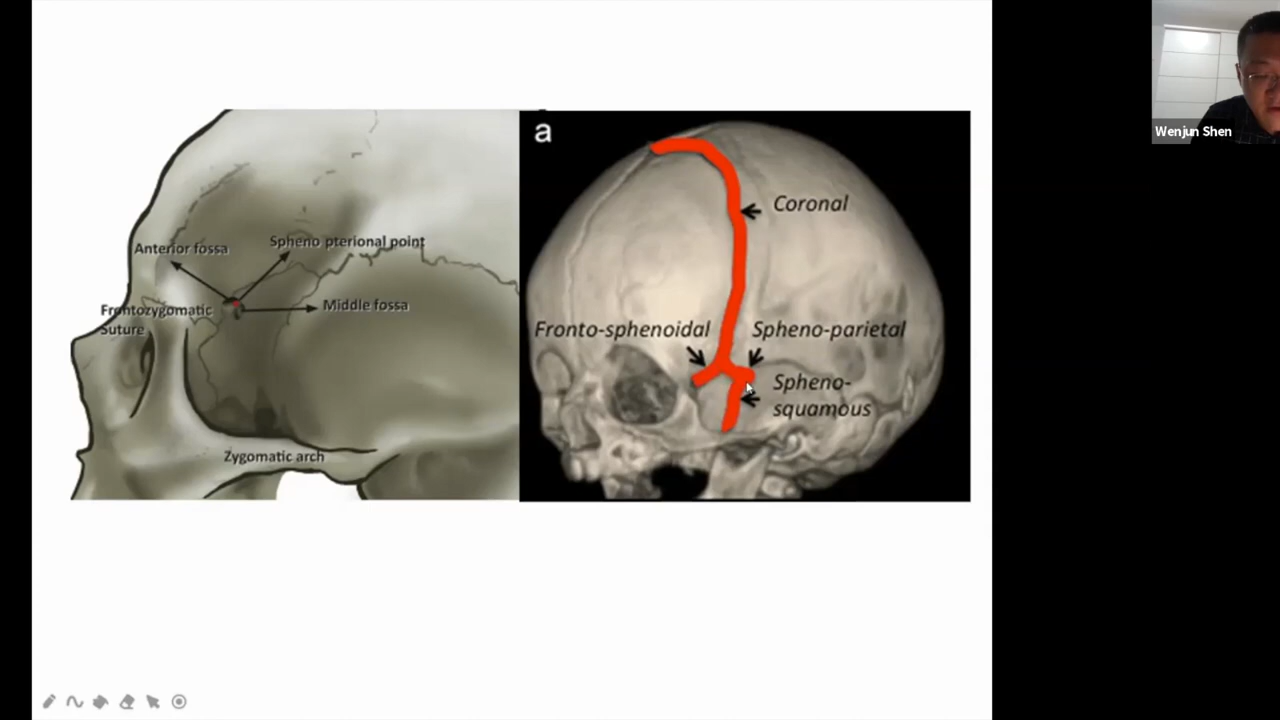 Anterior fossa
Spheno pterional point
Frontozygomatic
Suture
Middle fossa
Zygomatic arch
a
Coronal
Fronto-sphenoidal
Spheno-parietal
Spheno-
squamous
Wenjun Shen